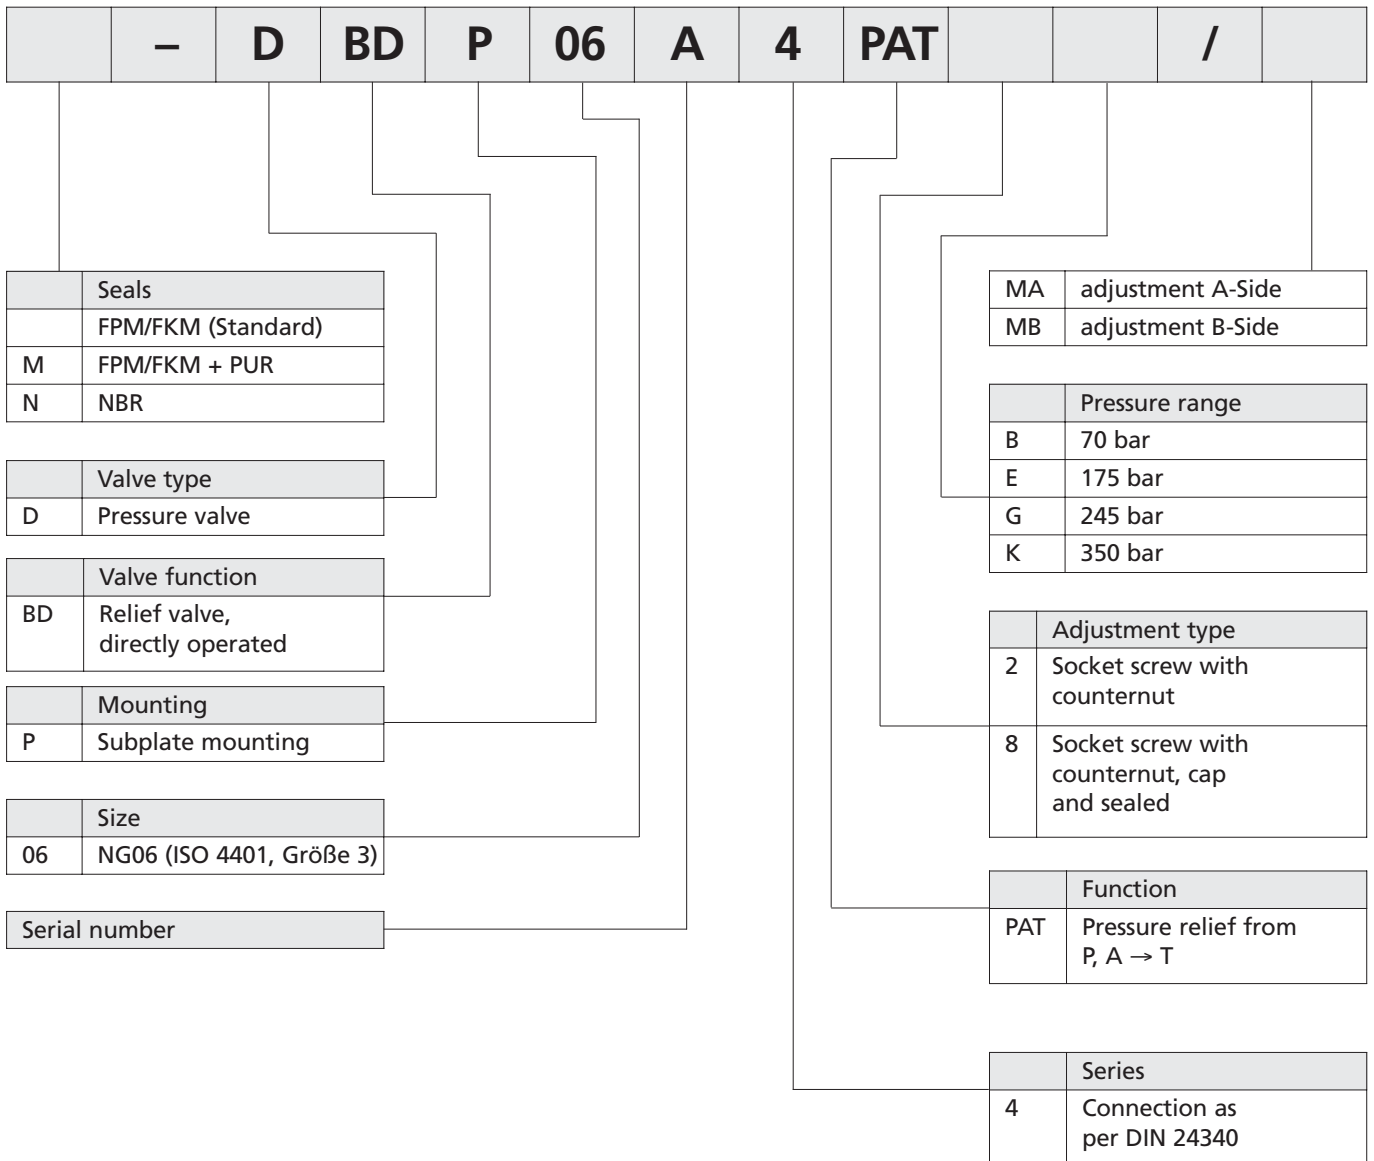 – D BD P 06 A 4 PAT /
Seals
FPM/FKM (Standard)
M FPM/FKM + PUR
N NBR
Valve type
D Pressure valve
Valve function
BD Relief valve,
directly operated
Mounting
P Subplate mounting
Size
06 NG06 (ISO 4401, Größe 3)
Serial number
MA adjustment A-Side
MB adjustment B-Side
Pressure range
B 70 bar
E 175 bar
G 245 bar
K 350 bar
Adjustment type
2 Socket screw with
counternut
8 Socket screw with
counternut, cap
and sealed
Function
PAT Pressure relief from
P, A → T
Series
4 Connection as
per DIN 24340